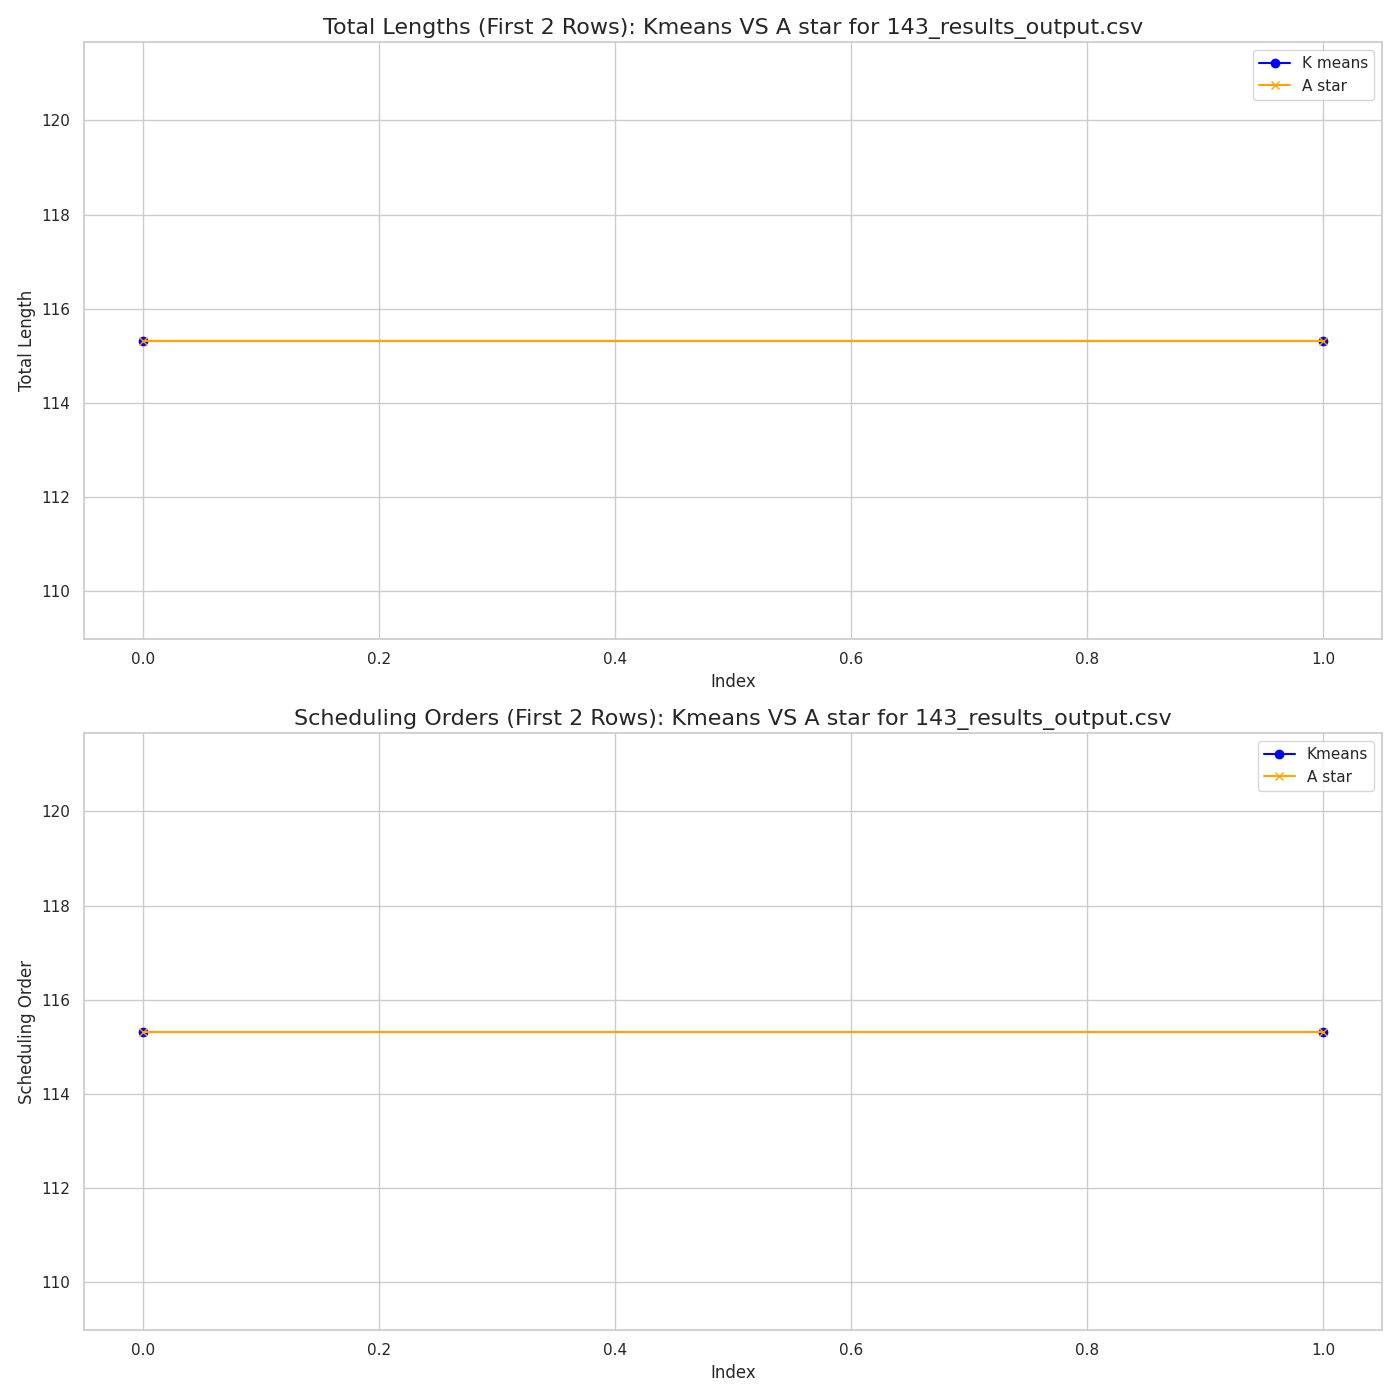 Total Lengths (First 2 Rows): Kmeans VS A star for 143_results_output.csv
K means
A star
120
118
116
114
112
110
Total Length
0.0 0.2 0.4 0.6 0.8 1.0
Index
Scheduling Orders (First 2 Rows): Kmeans VS A star for 143_results_output.csv
Kmeans
A star
120
118
116
114
112
110
Scheduling Order
0.0 0.2 0.4 0.6 0.8 1.0
Index